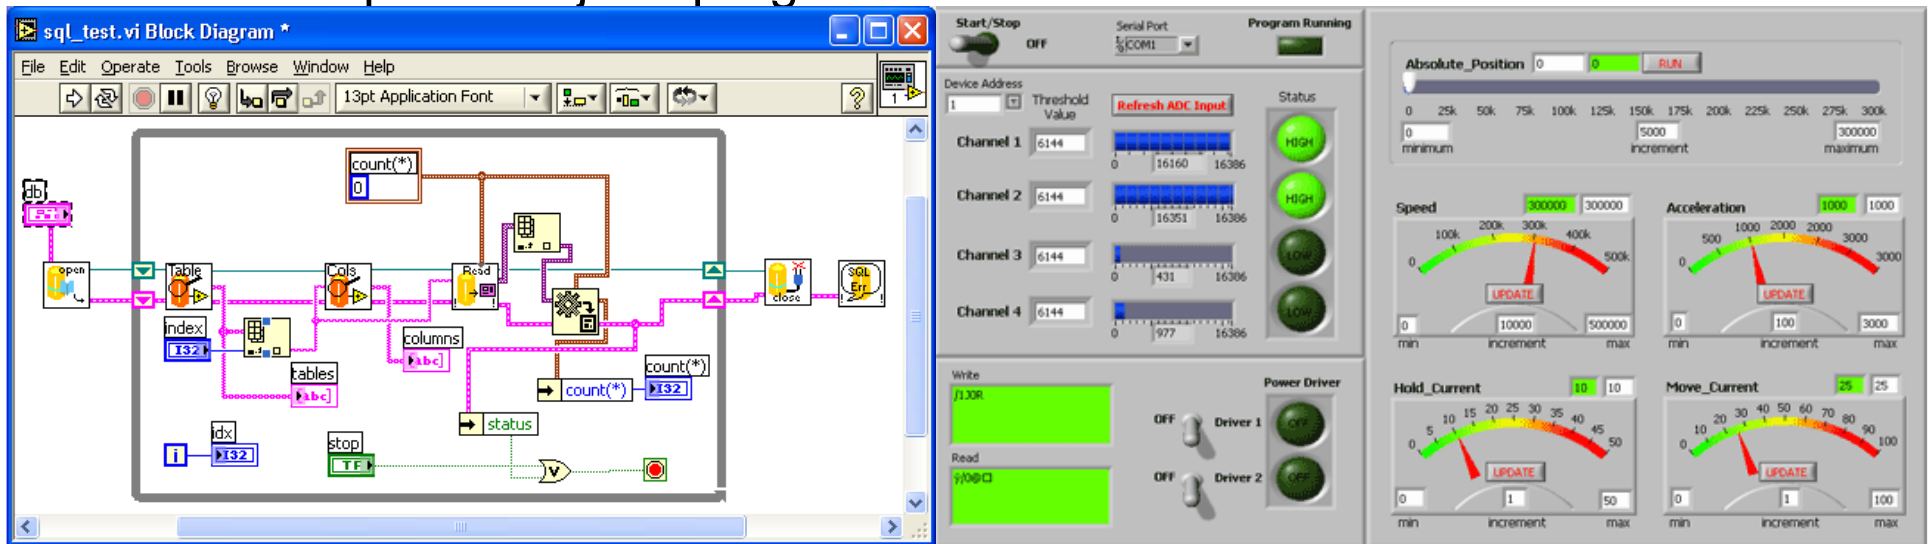 sql_test.vi Block Diagram *
File Edit Operate Tools Browse Window Help
13pt Application Font
1
count(*)
0
db
open
Table
Cols
Read
close
SQL
Err
index
I32
tables
abc
columns
abc
count(*)
count(*)
I32
status
idx
i
I32
stop
TF
V
Start/Stop
OFF
Serial Port
COM1
Program Running
Device Address
1
Threshold
Value
Refresh ADC Input
Status
Channel 1 6144
0 16160 16386
HIGH
Channel 2 6144
0 16351 16386
HIGH
Channel 3 6144
0 431 16386
LOW
Channel 4 6144
0 977 16386
LOW
Write
/1J0R
Read
Power Driver
OFF Driver 1 OFF
OFF Driver 2 OFF
Absolute_Position 0 0 RUN
0 25k 50k 75k 100k 125k 150k 175k 200k 225k 250k 275k 300k
0 5000 300000
minimum increment maximum
Speed 300000 300000
0 100k 200k 300k 400k 500k
UPDATE
0 10000 500000
min increment max
Acceleration 1000 1000
0 500 1000 2000 2000 3000 3000
UPDATE
0 100 3000
min increment max
Hold_Current 10 10
0 5 10 15 20 25 30 35 40 45 50
UPDATE
0 1 50
min increment max
Move_Current 25 25
0 10 20 30 40 50 60 70 80 90 100
UPDATE
0 1 100
min increment max